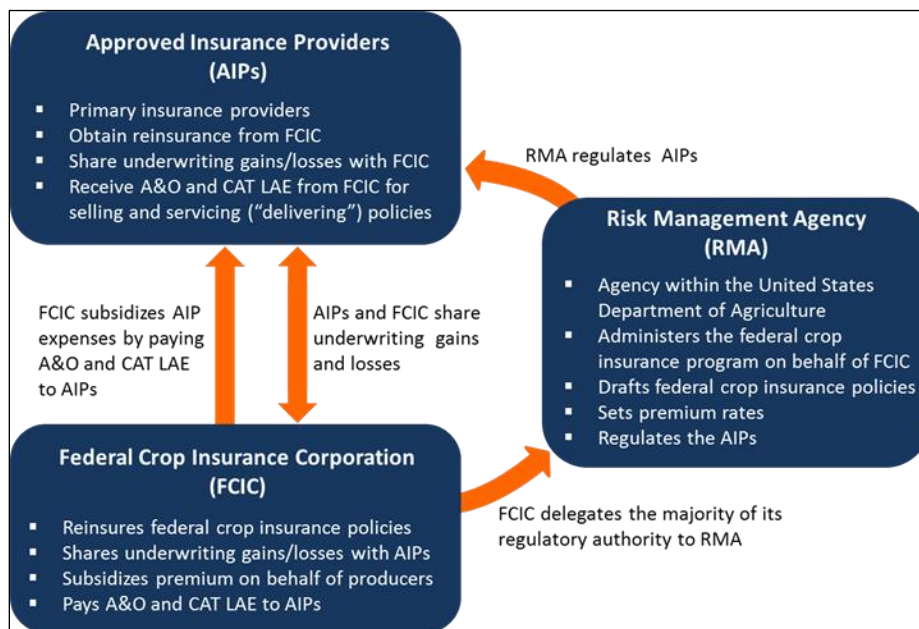 Approved Insurance Providers
(AIPs)
▪ Primary insurance providers
▪ Obtain reinsurance from FCIC
▪ Share underwriting gains/losses with FCIC
▪ Receive A&O and CAT LAE from FCIC for
selling and servicing (“delivering”) policies
RMA regulates AIPs
Risk Management Agency
(RMA)
▪ Agency within the United States
Department of Agriculture
▪ Administers the federal crop
insurance program on behalf of FCIC
▪ Drafts federal crop insurance policies
▪ Sets premium rates
▪ Regulates the AIPs
FCIC subsidizes AIP
expenses by paying
A&O and CAT LAE
to AIPs
AIPs and FCIC share
underwriting gains
and losses
Federal Crop Insurance Corporation
(FCIC)
▪ Reinsures federal crop insurance policies
▪ Shares underwriting gains/losses with AIPs
▪ Subsidizes premium on behalf of producers
▪ Pays A&O and CAT LAE to AIPs
FCIC delegates the majority of its
regulatory authority to RMA